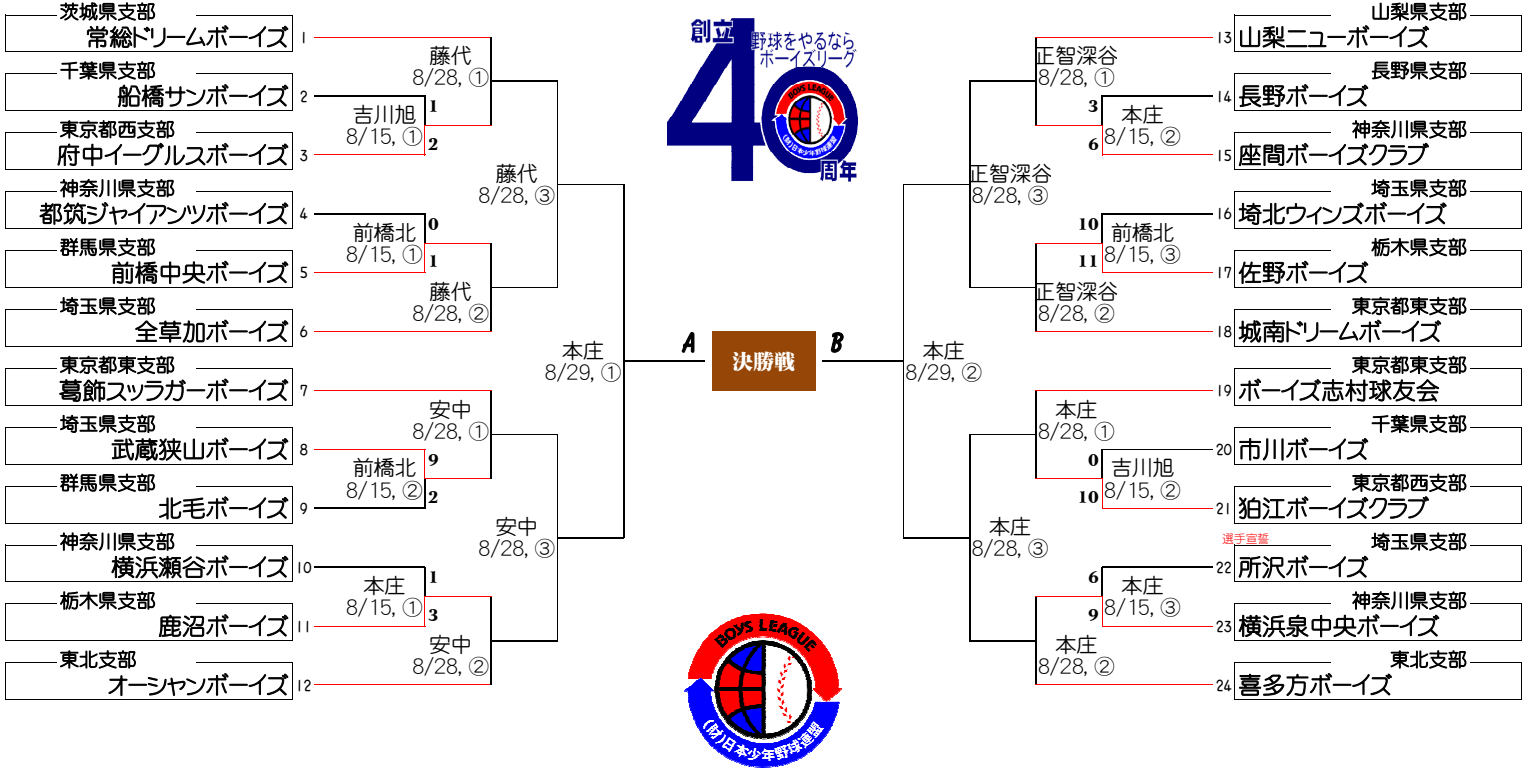 茨城県支部
常総ドリームボーイズ 1
千葉県支部
船橋サンボーイズ 2
東京都西支部
府中イーグルスボーイズ 3
神奈川県支部
都筑ジャイアンツボーイズ 4
群馬県支部
前橋中央ボーイズ 5
埼玉県支部
全草加ボーイズ 6
東京都東支部
葛飾スッラガーボーイズ 7
埼玉県支部
武蔵狭山ボーイズ 8
群馬県支部
北毛ボーイズ 9
神奈川県支部
横浜瀬谷ボーイズ 10
栃木県支部
鹿沼ボーイズ 11
東北支部
オーシャンボーイズ 12
藤代
8/28, ①
1
吉川旭
8/15, ①
2
藤代
8/28, ③
0
前橋北
8/15, ①
1
藤代
8/28, ②
本庄
8/29, ①
安中
8/28, ①
9
前橋北
8/15, ②
2
安中
8/28, ③
1
本庄
8/15, ①
3
安中
8/28, ②
創立
40
野球をやるなら
ボーイズリーグ
BOYS LEAGUE
(財)日本少年野球連盟
周年
A
決勝戦
B
BOYS LEAGUE
(財)日本少年野球連盟
正智深谷
8/28, ①
3
本庄
8/15, ②
6
正智深谷
8/28, ③
10
前橋北
8/15, ③
11
正智深谷
8/28, ②
本庄
8/29, ②
本庄
8/28, ①
0
吉川旭
8/15, ②
10
本庄
8/28, ③
6
本庄
8/15, ③
9
本庄
8/28, ②
山梨県支部
13 山梨ニューボーイズ
長野県支部
14 長野ボーイズ
神奈川県支部
15 座間ボーイズクラブ
埼玉県支部
16 埼北ウィンズボーイズ
栃木県支部
17 佐野ボーイズ
東京都東支部
18 城南ドリームボーイズ
東京都東支部
19 ボーイズ志村球友会
千葉県支部
20 市川ボーイズ
東京都西支部
21 狛江ボーイズクラブ
選手宣誓
埼玉県支部
22 所沢ボーイズ
神奈川県支部
23 横浜泉中央ボーイズ
東北支部
24 喜多方ボーイズ